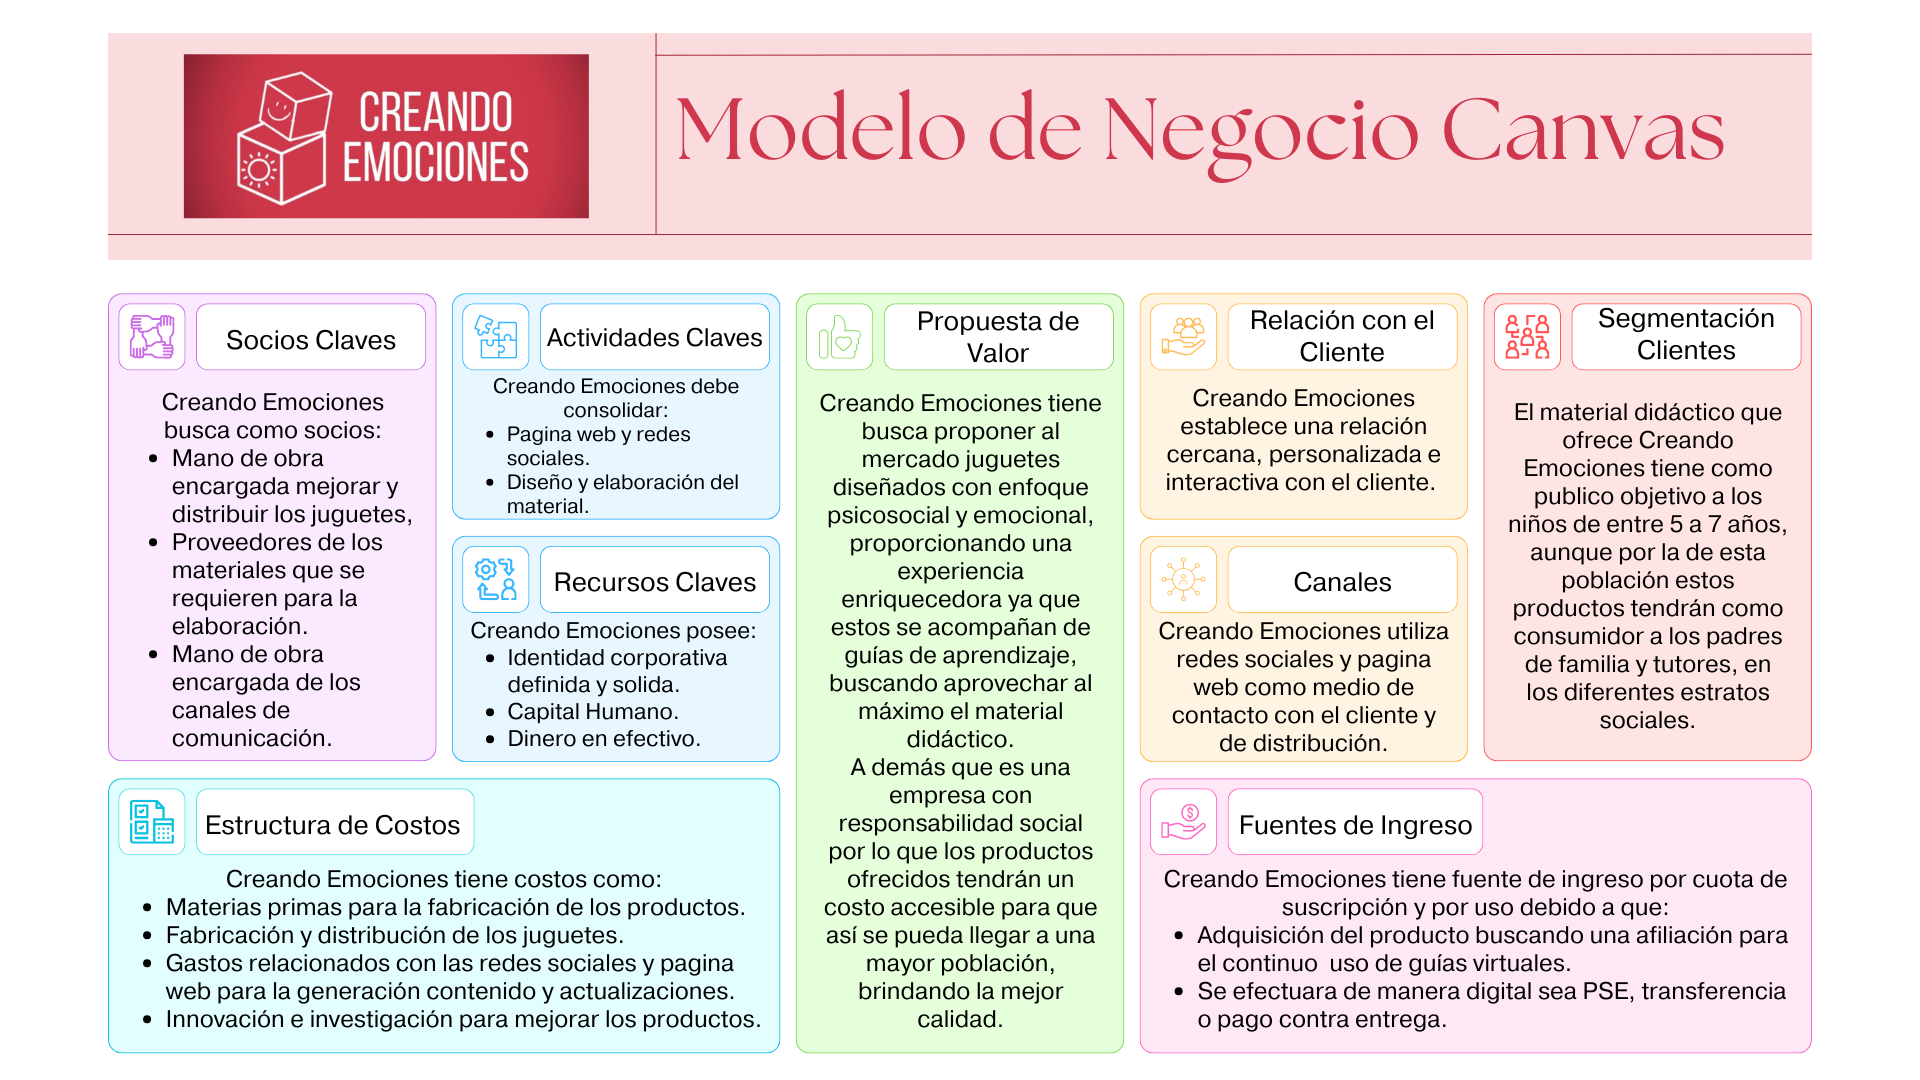 CREANDO
EMOCIONES
Modelo de Negocio Canvas
Socios Claves
Creando Emociones
busca como socios:
• Mano de obra
encargada mejorar y
distribuir los juguetes,
• Proveedores de los
materiales que se
requieren para la
elaboración.
• Mano de obra
encargada de los
canales de
comunicación.
Actividades Claves
Creando Emociones debe
consolidar:
• Pagina web y redes
sociales.
• Diseño y elaboración del
material.
Recursos Claves
Creando Emociones posee:
• Identidad corporativa
definida y solida.
• Capital Humano.
• Dinero en efectivo.
Propuesta de
Valor
Creando Emociones tiene
busca proponer al
mercado juguetes
diseñados con enfoque
psicosocial y emocional,
proporcionando una
experiencia
enriquecedora ya que
estos se acompañan de
guías de aprendizaje,
buscando aprovechar al
máximo el material
didáctico.
A demás que es una
empresa con
responsabilidad social
por lo que los productos
ofrecidos tendrán un
costo accesible para que
así se pueda llegar a una
mayor población,
brindando la mejor
calidad.
Relación con el
Cliente
Creando Emociones
establece una relación
cercana, personalizada e
interactiva con el cliente.
Canales
Creando Emociones utiliza
redes sociales y pagina
web como medio de
contacto con el cliente y
de distribución.
Segmentación
Clientes
El material didáctico que
ofrece Creando
Emociones tiene como
publico objetivo a los
niños de entre 5 a 7 años,
aunque por la de esta
población estos
productos tendrán como
consumidor a los padres
de familia y tutores, en
los diferentes estratos
sociales.
Estructura de Costos
Creando Emociones tiene costos como:
• Materias primas para la fabricación de los productos.
• Fabricación y distribución de los juguetes.
• Gastos relacionados con las redes sociales y pagina
web para la generación contenido y actualizaciones.
• Innovación e investigación para mejorar los productos.
Fuentes de Ingreso
Creando Emociones tiene fuente de ingreso por cuota de
suscripción y por uso debido a que:
• Adquisición del producto buscando una afiliación para
el continuo  uso de guías virtuales.
• Se efectuara de manera digital sea PSE, transferencia
o pago contra entrega.